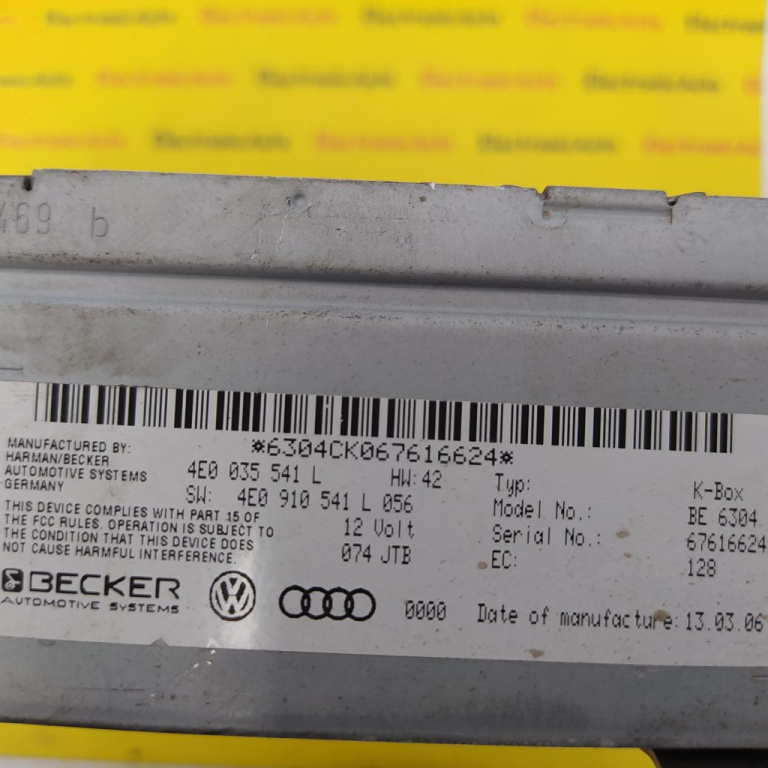 469 b
*6304CK067616624*
MANUFACTURED BY:
HARMAN/BECKER
AUTOMOTIVE SYSTEMS
GERMANY
THIS DEVICE COMPLIES WITH PART 15 OF
THE FCC RULES. OPERATION IS SUBJECT TO
THE CONDITION THAT THIS DEVICE DOES
NOT CAUSE HARMFUL INTERFERENCE.
4E0 035 541 L HW: 42
SW: 4E0 910 541 L 056
12 Volt
074 JTB
Typ: K-Box
Model No.: BE 6304
Serial No.: 67616624
EC: 128
BECKER
AUTOMOTIVE SYSTEMS
0000 Date of manufacture: 13.03.06